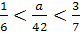 1/6 < a/42 < 3/7